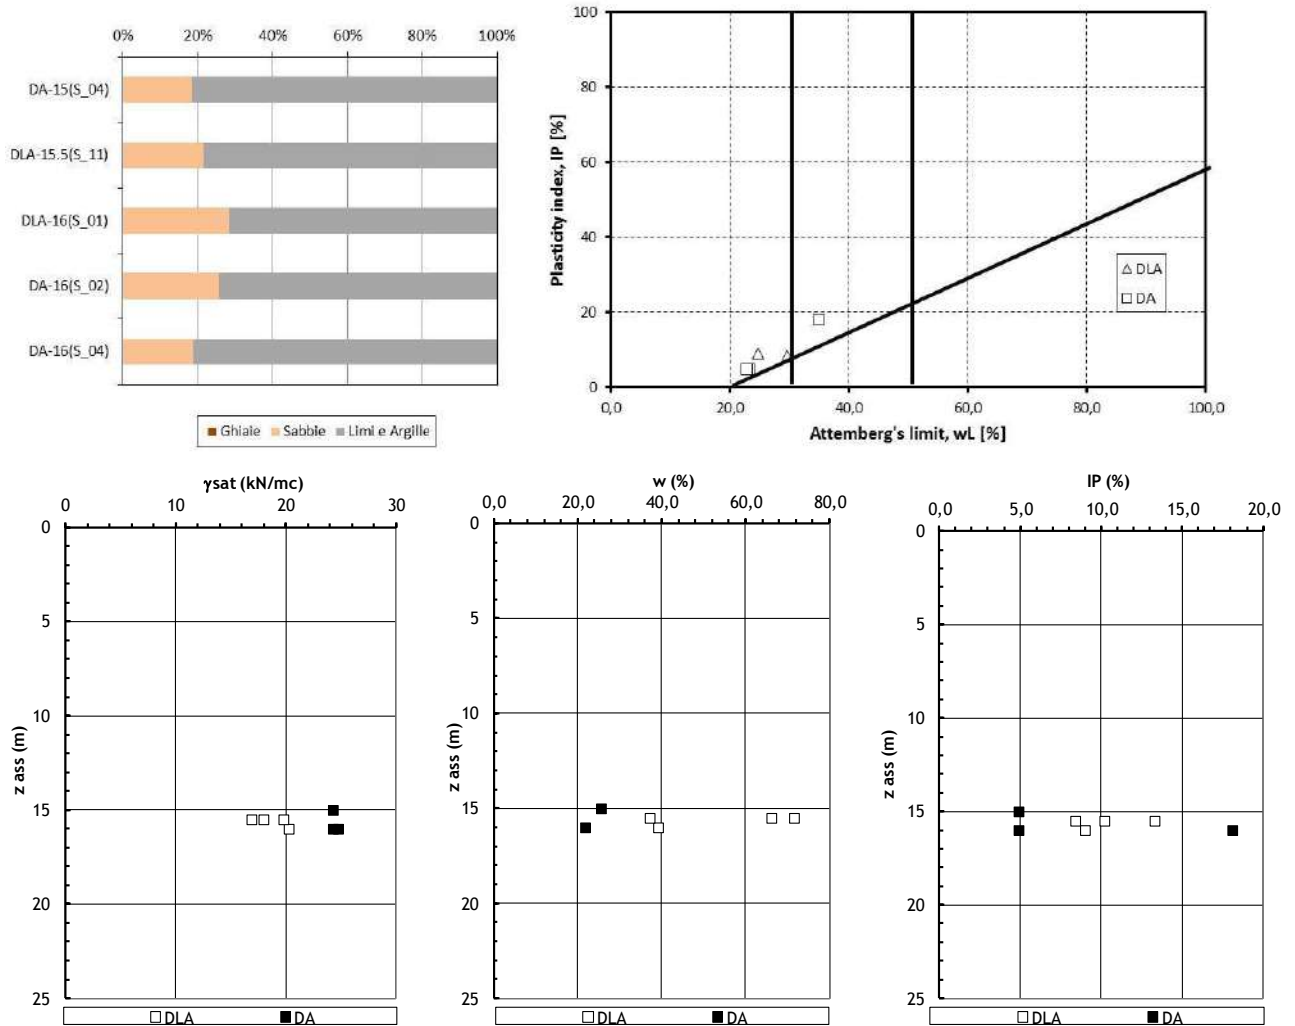 0% 20% 40% 60% 80% 100%
DA-15(S_04)
DLA-15.5(S_11)
DLA-16(S_01)
DA-16(S_02)
DA-16(S_04)
Ghiaie Sabbie Limi e Argille
Plasticity index, IP [%]
100
80
60
40
20
0
DLA
DA
0,0 20,0 40,0 60,0 80,0 100,0
Attemberg's limit, wL [%]
γsat (kN/mc)
0 10 20 30
z ass (m)
0
5
10
15
20
25
DLA DA
w (%)
0,0 20,0 40,0 60,0 80,0
z ass (m)
0
5
10
15
20
25
DLA DA
IP (%)
0,0 5,0 10,0 15,0 20,0
z ass (m)
0
5
10
15
20
25
DLA DA